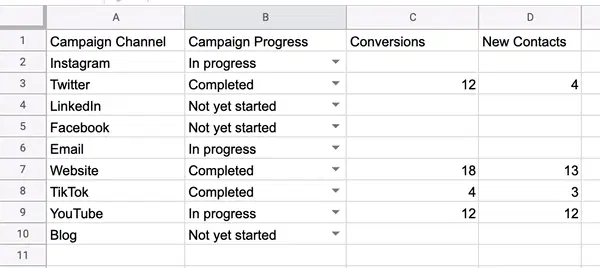 A B C D
1 Campaign Channel Campaign Progress Conversions New Contacts
2 Instagram In progress
3 Twitter Completed 12 4
4 LinkedIn Not yet started
5 Facebook Not yet started
6 Email In progress
7 Website Completed 18 13
8 TikTok Completed 4 3
9 YouTube In progress 12 12
10 Blog Not yet started
11